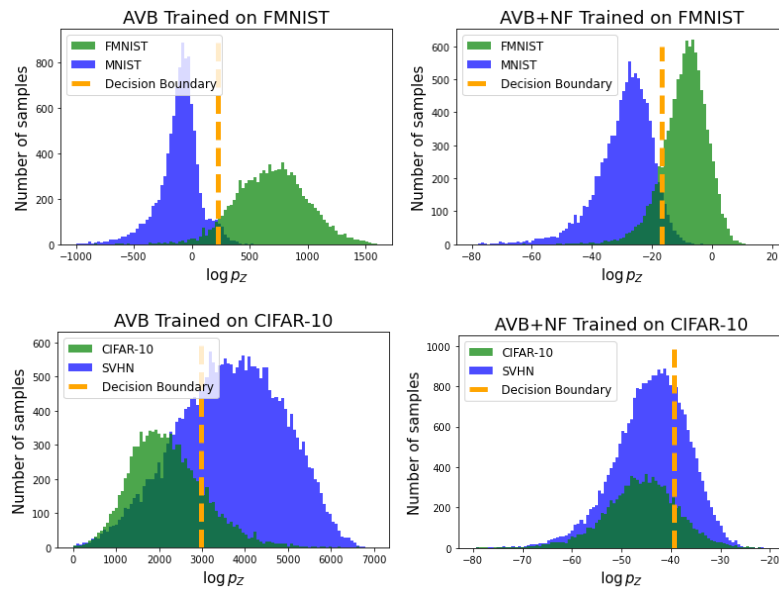 AVB Trained on FMNIST
FMNIST
MNIST
Decision Boundary
Number of samples
800
600
400
200
0
−1000 −500 0 500 1000 1500
log p_Z
AVB+NF Trained on FMNIST
FMNIST
MNIST
Decision Boundary
Number of samples
600
500
400
300
200
100
0
−80 −60 −40 −20 0 20
log p_Z
AVB Trained on CIFAR-10
CIFAR-10
SVHN
Decision Boundary
Number of samples
600
500
400
300
200
100
0
0 1000 2000 3000 4000 5000 6000 7000
log p_Z
AVB+NF Trained on CIFAR-10
CIFAR-10
SVHN
Decision Boundary
Number of samples
1000
800
600
400
200
0
−80 −70 −60 −50 −40 −30 −20
log p_Z